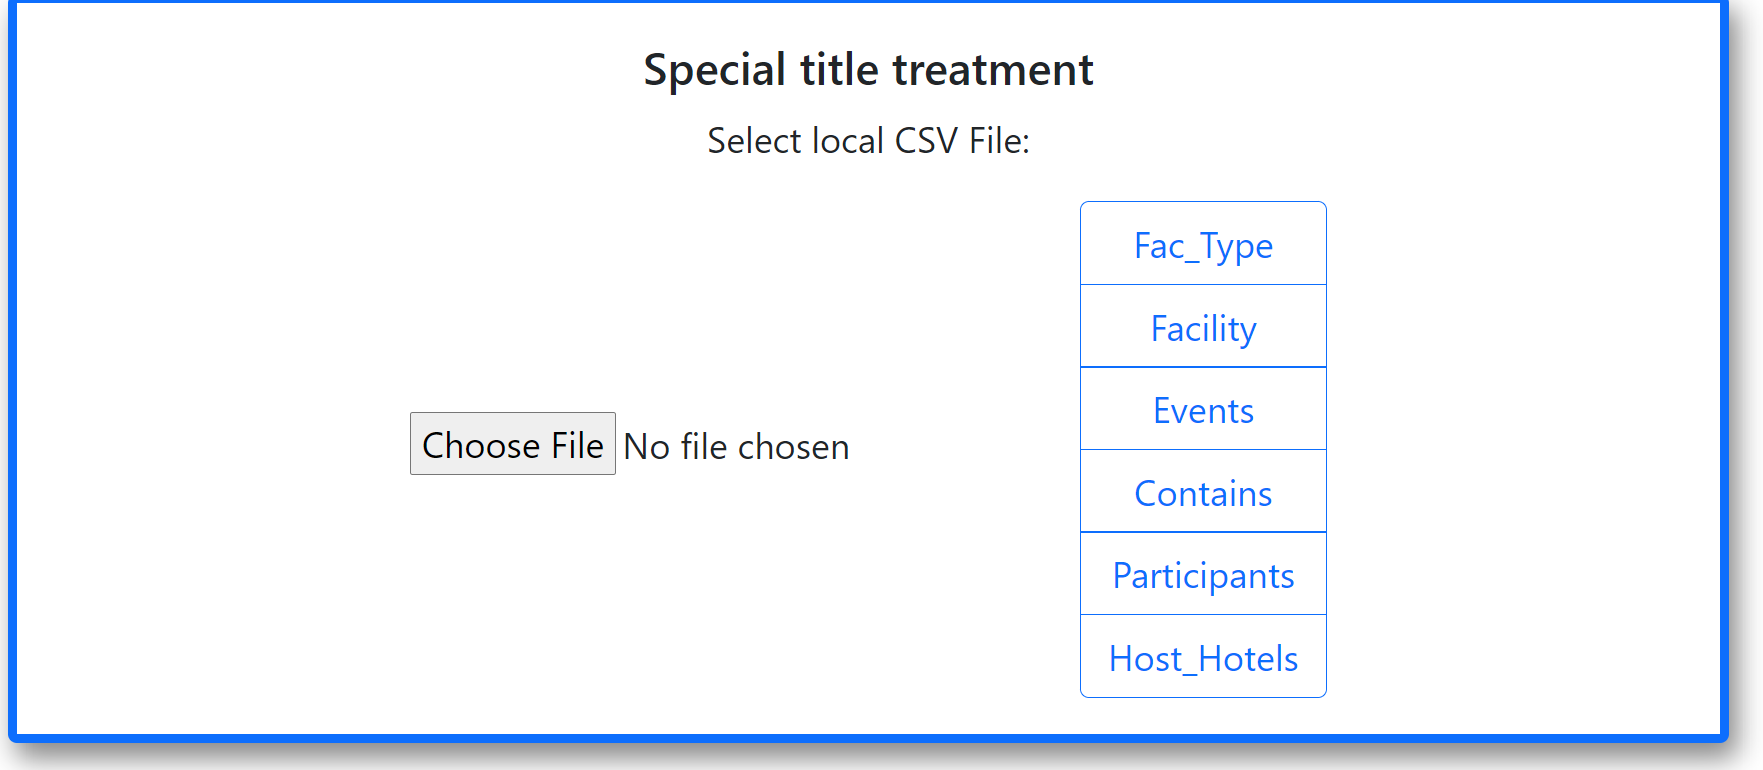 Special title treatment
Select local CSV File:
Fac_Type
Facility
Events
Choose File No file chosen
Contains
Participants
Host_Hotels